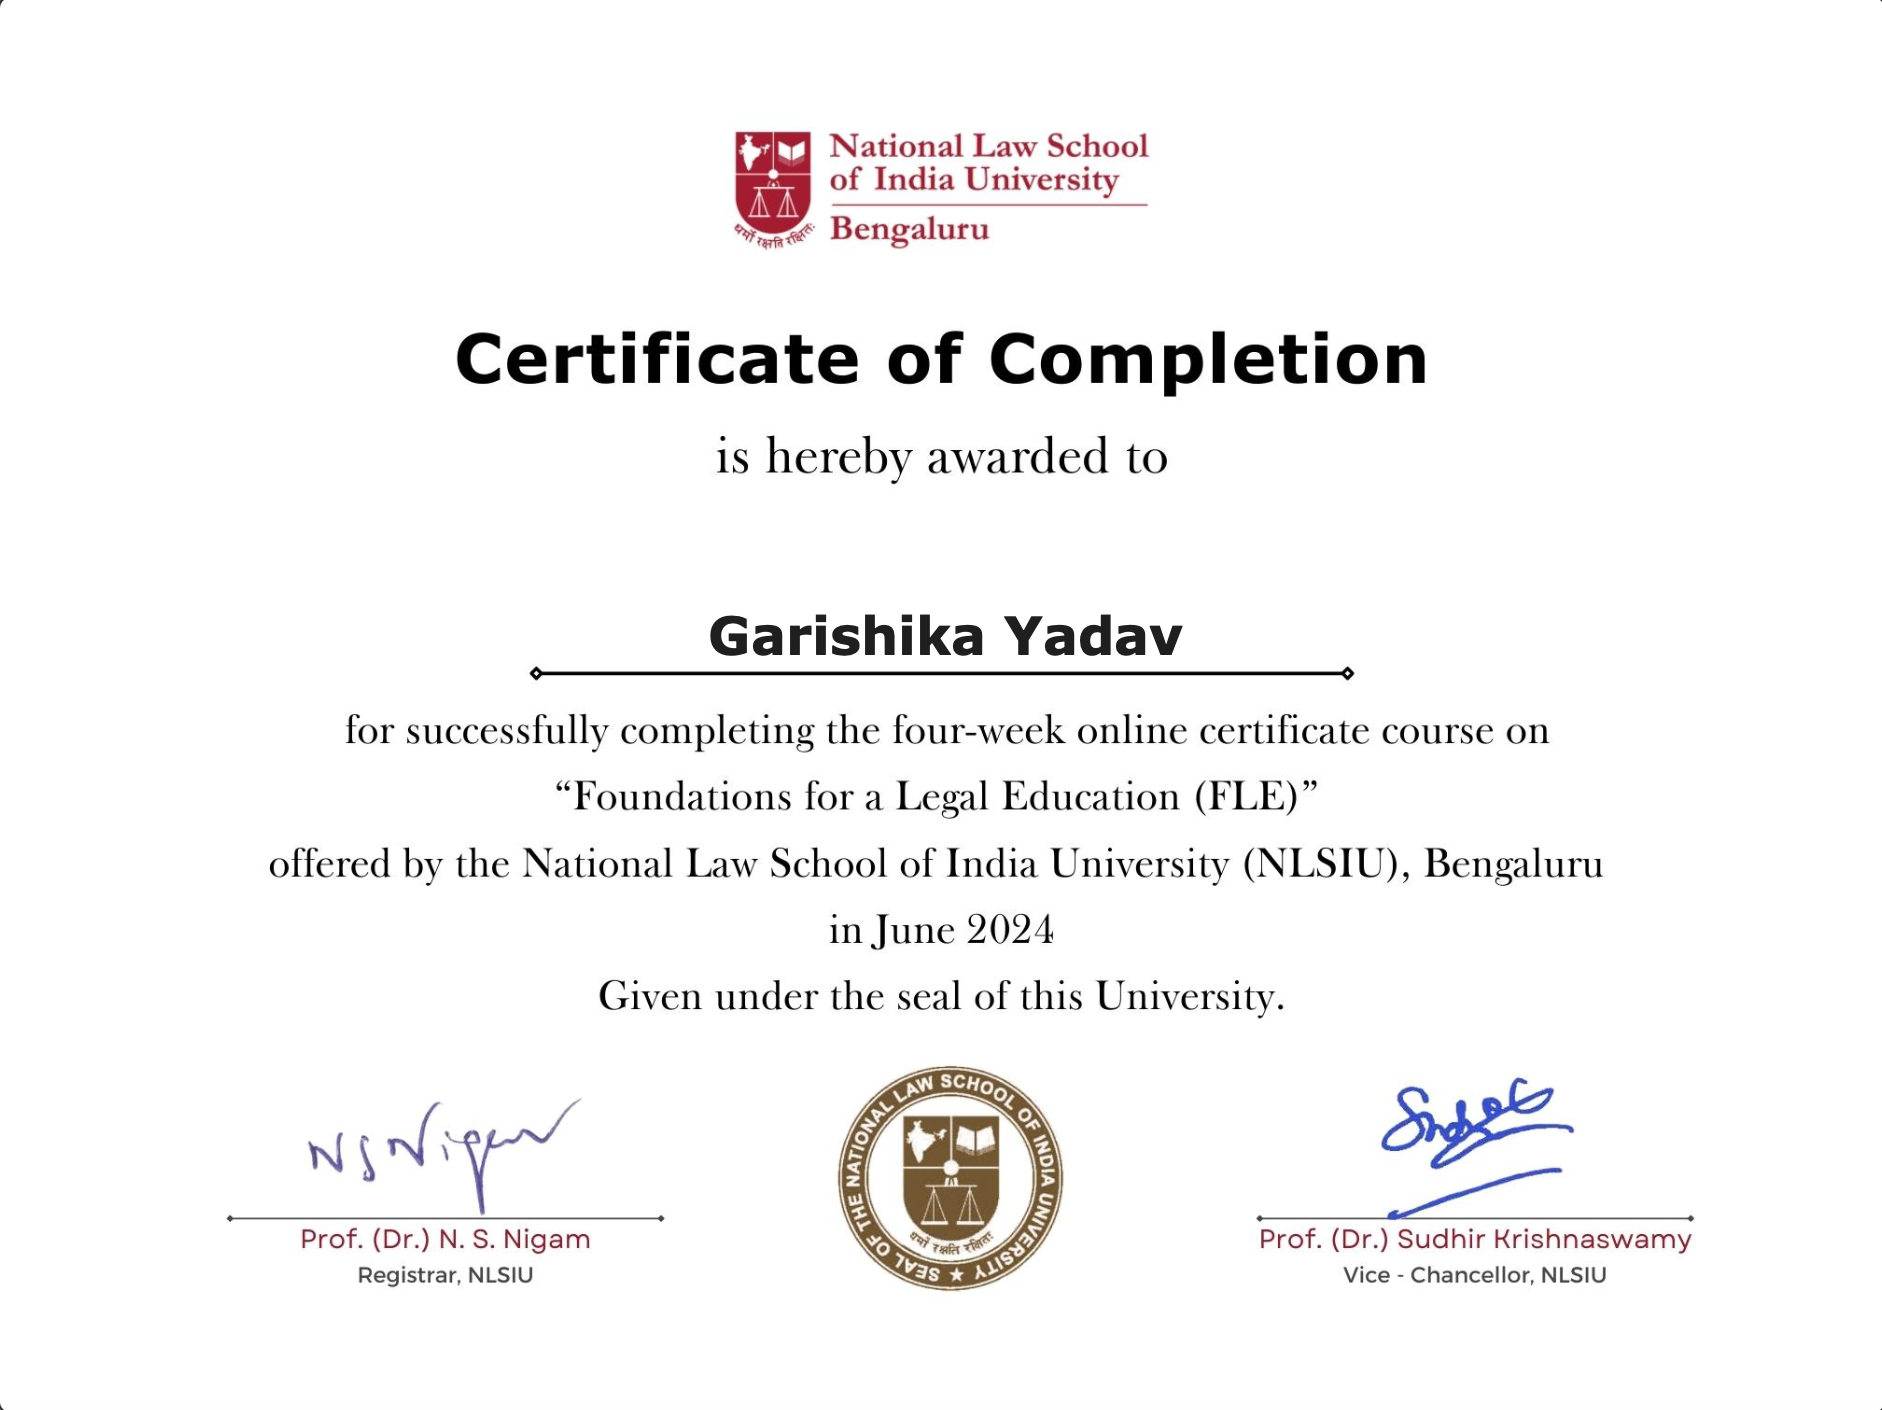 National Law School
of India University
Bengaluru
धर्मो रक्षति रक्षितः
Certificate of Completion
is hereby awarded to
Garishika Yadav
for successfully completing the four-week online certificate course on
“Foundations for a Legal Education (FLE)”
offered by the National Law School of India University (NLSIU), Bengaluru
in June 2024
Given under the seal of this University.
N S Nigam
Prof. (Dr.) N. S. Nigam
Registrar, NLSIU
SEAL OF THE NATIONAL LAW SCHOOL OF INDIA UNIVERSITY ★
धर्मो रक्षति रक्षितः
Prof. (Dr.) Sudhir Krishnaswamy
Vice - Chancellor, NLSIU